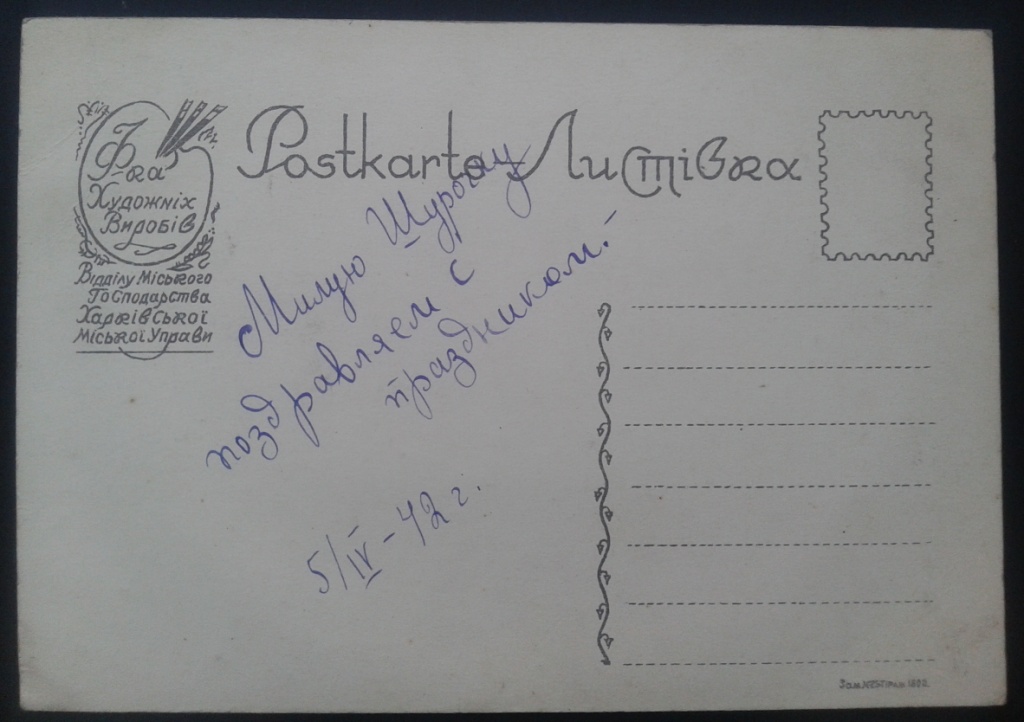 Ф-ка
Художніх
Виробів
Відділу Міського
Господарства
Харківської
Міської Управи
Postkarte - Листівка
Милую Шурочку
поздравляем с
праздником.-
5/IV - 42 г.